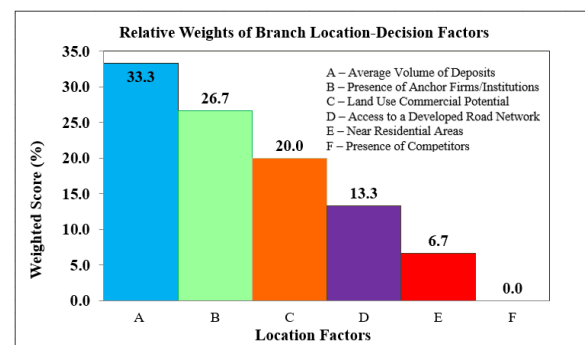 Relative Weights of Branch Location-Decision Factors
35.0
30.0
25.0
20.0
15.0
10.0
5.0
0.0
Weighted Score (%)
33.3
26.7
20.0
13.3
6.7
0.0
A – Average Volume of Deposits
B – Presence of Anchor Firms/Institutions
C – Land Use Commercial Potential
D – Access to a Developed Road Network
E – Near Residential Areas
F – Presence of Competitors
A B C D E F
Location Factors